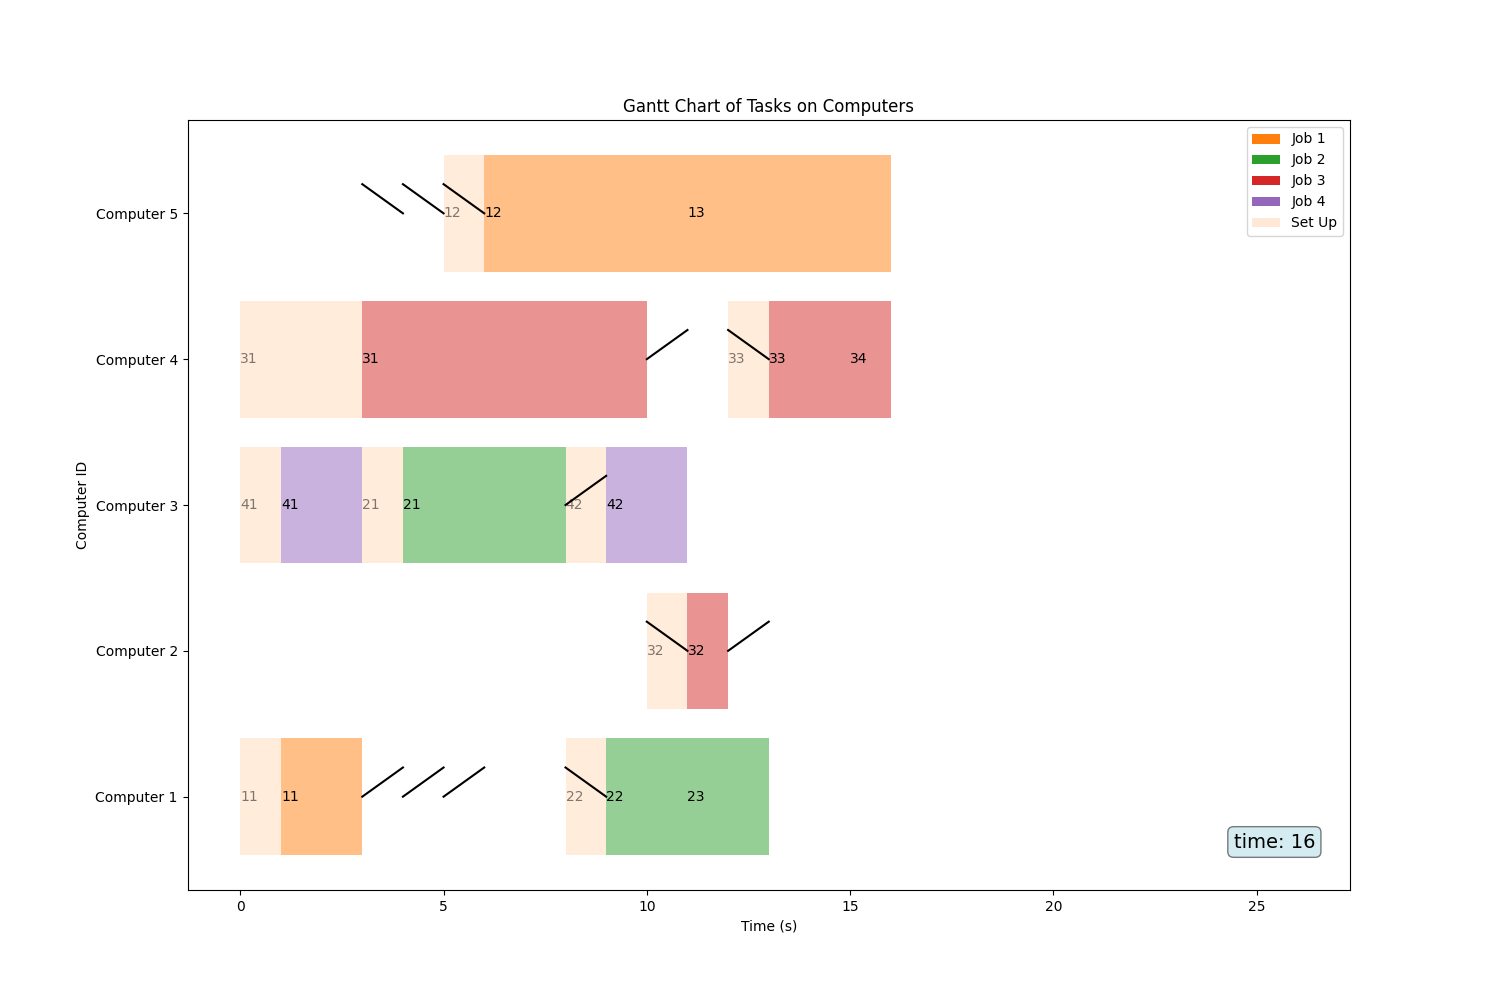 Gantt Chart of Tasks on Computers
Job 1
Job 2
Job 3
Job 4
Set Up
Computer 5
12 12 13
Computer 4
31 31 33 33 34
Computer 3
41 41 21 21 42 42
Computer 2
32 32
Computer 1
11 11 22 22 23
Computer ID
time: 16
0 5 10 15 20 25
Time (s)